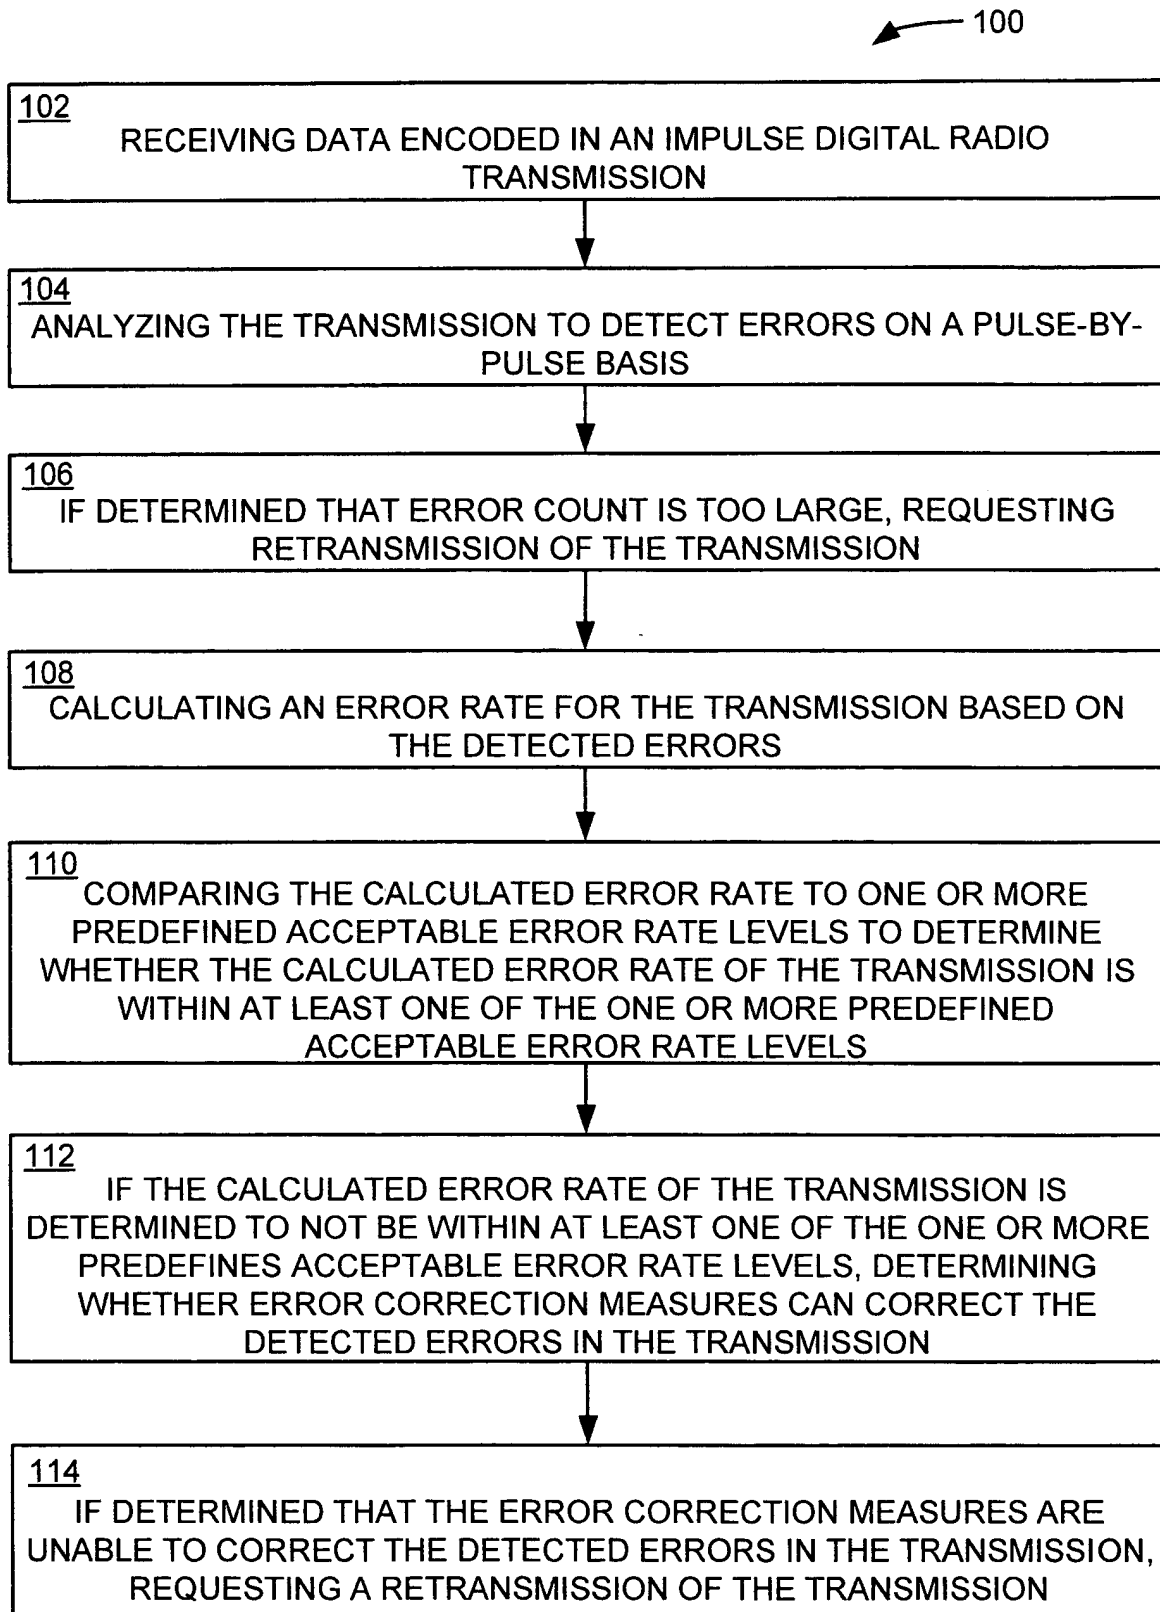 100
102
RECEIVING DATA ENCODED IN AN IMPULSE DIGITAL RADIO
TRANSMISSION
104
ANALYZING THE TRANSMISSION TO DETECT ERRORS ON A PULSE-BY-
PULSE BASIS
106
IF DETERMINED THAT ERROR COUNT IS TOO LARGE, REQUESTING
RETRANSMISSION OF THE TRANSMISSION
108
CALCULATING AN ERROR RATE FOR THE TRANSMISSION BASED ON
THE DETECTED ERRORS
110
COMPARING THE CALCULATED ERROR RATE TO ONE OR MORE
PREDEFINED ACCEPTABLE ERROR RATE LEVELS TO DETERMINE
WHETHER THE CALCULATED ERROR RATE OF THE TRANSMISSION IS
WITHIN AT LEAST ONE OF THE ONE OR MORE PREDEFINED
ACCEPTABLE ERROR RATE LEVELS
112
IF THE CALCULATED ERROR RATE OF THE TRANSMISSION IS
DETERMINED TO NOT BE WITHIN AT LEAST ONE OF THE ONE OR MORE
PREDEFINES ACCEPTABLE ERROR RATE LEVELS, DETERMINING
WHETHER ERROR CORRECTION MEASURES CAN CORRECT THE
DETECTED ERRORS IN THE TRANSMISSION
114
IF DETERMINED THAT THE ERROR CORRECTION MEASURES ARE
UNABLE TO CORRECT THE DETECTED ERRORS IN THE TRANSMISSION,
REQUESTING A RETRANSMISSION OF THE TRANSMISSION